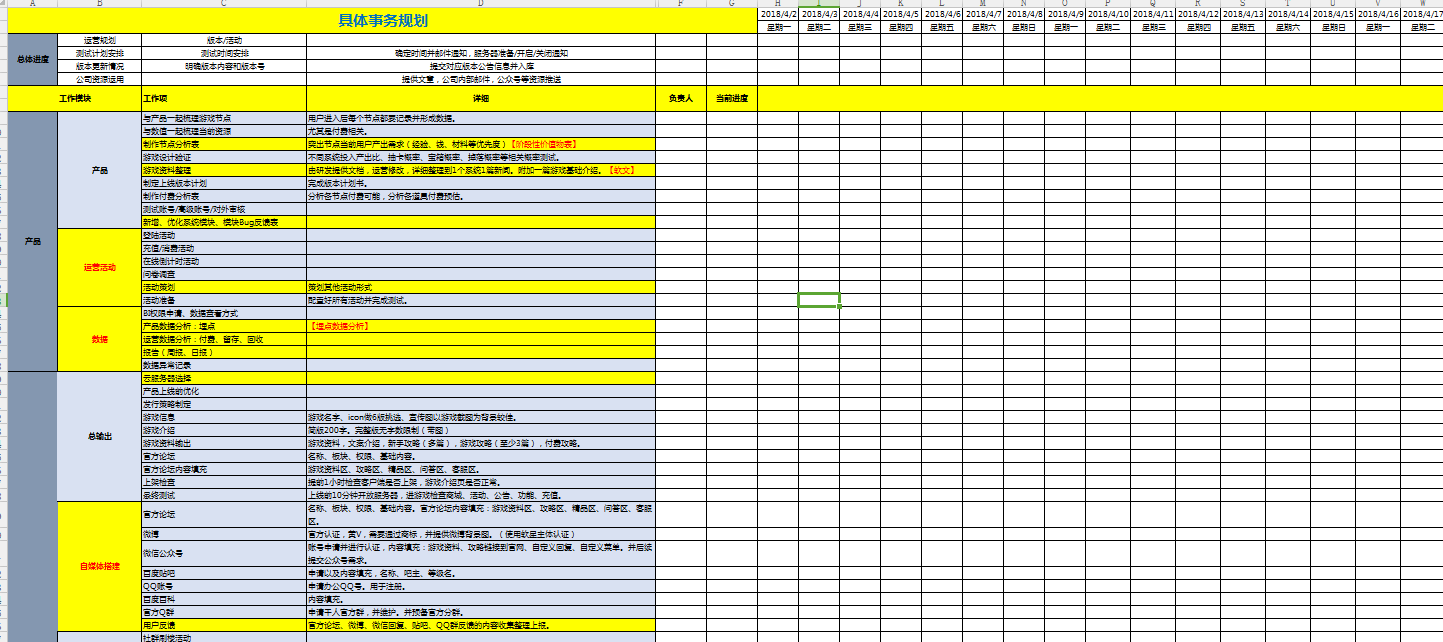 A B C D F G H I J K L M N O P Q R S T U V W
具体事务规划
2018/4/2 2018/4/3 2018/4/4 2018/4/5 2018/4/6 2018/4/7 2018/4/8 2018/4/9 2018/4/10 2018/4/11 2018/4/12 2018/4/13 2018/4/14 2018/4/15 2018/4/16 2018/4/17
星期一 星期二 星期三 星期四 星期五 星期六 星期日 星期一 星期二 星期三 星期四 星期五 星期六 星期日 星期一 星期二
总体进度
运营规划 版本/活动
测试计划安排 测试时间安排 确定时间并邮件通知，服务器准备/开启/关闭通知
版本更新情况 明确版本内容和版本号 提交对应版本公告信息并入库
公司资源运用 提供文章，公司内部邮件，公众号等资源推送
工作模块 工作项 详细 负责人 当前进度
产品
产品
与产品一起梳理游戏节点 用户进入后每个节点都要记录并形成数据。
与数值一起梳理当前资源 尤其是付费相关。
制作节点分析表 突出节点当前用户产出需求（经验、钱、材料等优先度）【阶段性价值物表】
游戏设计验证 不同系统投入产出比、抽卡概率、宝箱概率、掉落概率等相关概率测试。
游戏资料整理 由研发提供文档，运营修改，详细整理到1个系统1篇新闻。附加一篇游戏基础介绍。【软文】
制定上线版本计划 完成版本计划书。
制作付费分析表 分析各节点付费可能，分析各道具付费预估。
测试账号/高级账号/对外审核
新增、优化系统模块、模块Bug反馈表
运营活动
登陆活动
充值/消费活动
在线倒计时活动
问卷调查
活动策划 策划其他活动形式
活动准备 配置好所有活动并完成测试。
数据
BI权限申请、数据查看方式
产品数据分析：埋点 【埋点数据分析】
运营数据分析：付费、留存、回收
报告（周报、日报）
数据异常记录
总输出
云服务器选择
产品上线前优化
发行策略制定
游戏信息 游戏名字、icon做6版挑选、宣传图以游戏截图为背景较佳。
游戏介绍 简版200字。完整版无字数限制（带图）
游戏资料输出 游戏资料，文案介绍，新手攻略（多篇），游戏攻略（至少3篇），付费攻略。
官方论坛 名称、板块、权限、基础内容。
官方论坛内容填充 游戏资料区、攻略区、精品区、问答区、客服区。
上架检查 提前1小时检查客户端是否上架，游戏介绍页是否正常。
最终测试 上线前10分钟开放服务器，进游戏检查商城、活动、公告、功能、充值。
自媒体搭建
官方论坛 名称、板块、权限、基础内容。官方论坛内容填充：游戏资料区、攻略区、精品区、问答区、客服
区。
微博 官方认证，黄V，需要通过商标，并提供微博背景图。（使用欧星主体认证）
微信公众号 账号申请并进行认证，内容填充：游戏资料、攻略链接到官网、自定义回复、自定义菜单。并后续
提交公众号需求。
百度贴吧 申请以及内容填充，名称、吧主、等级名。
QQ账号 申请办公QQ号。用于注册。
百度百科 内容填充。
官方Q群 申请千人官方群，并维护。并预备官方分群。
用户反馈 官方论坛、微博、微信回复、贴吧、QQ群反馈的内容收集整理上报。
社群刷楼活动